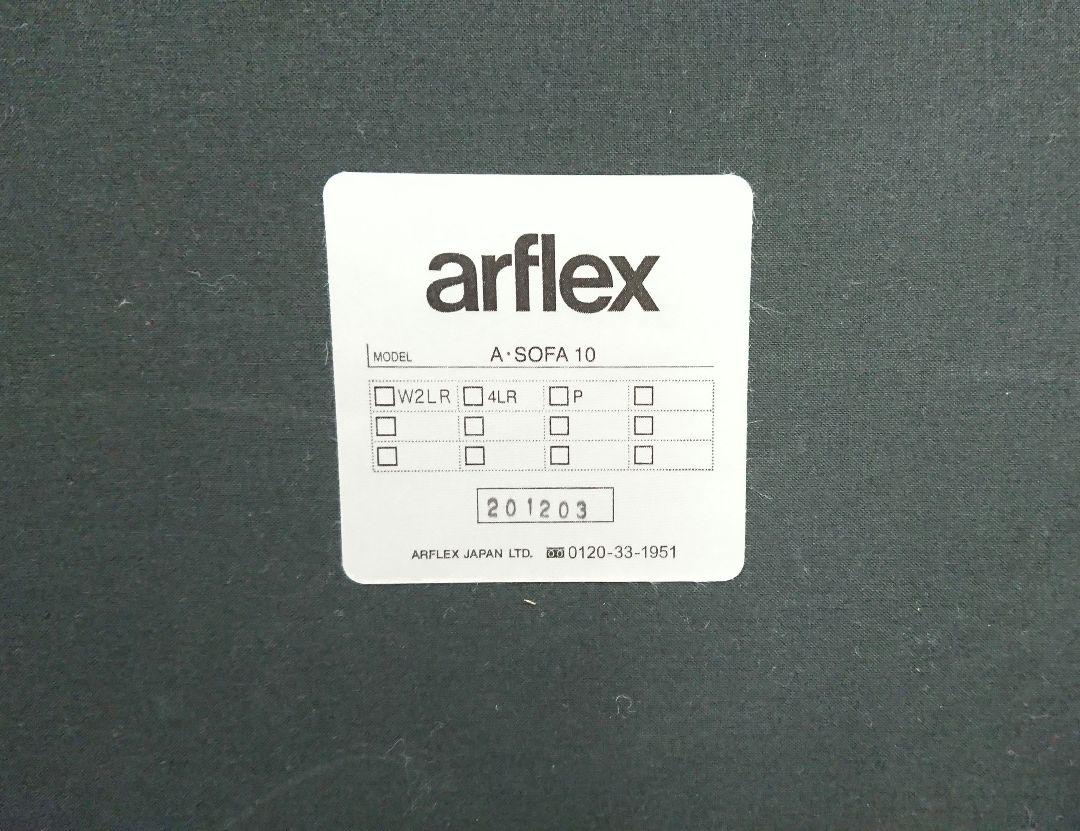 arflex
MODEL A・SOFA 10
□W2LR □4LR □P □
□ □ □ □
□ □ □ □
201203
ARFLEX JAPAN LTD. 0120-33-1951